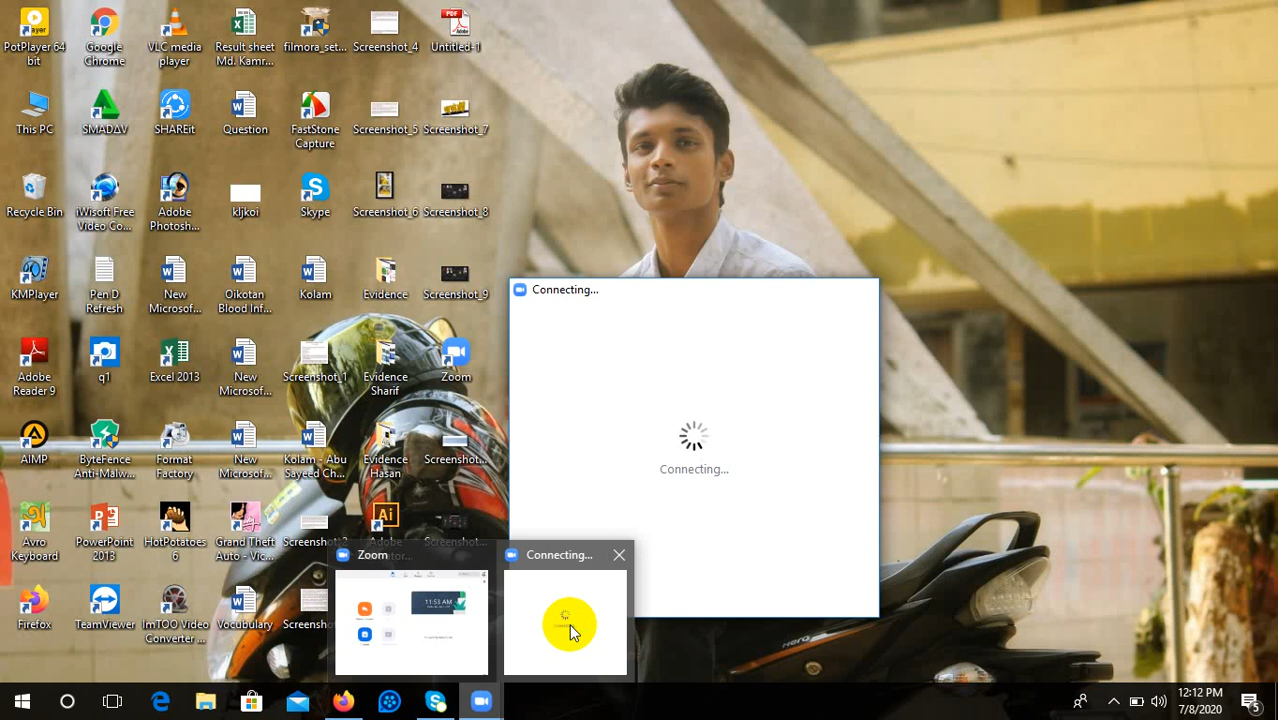 PotPlayer 64
bit
Google
Chrome
VLC media
player
Result sheet
Md. Kamr...
filmora_set...
Screenshot_4
Untitled-1
This PC
SMADΔV
SHAREit
Question
FastStone
Capture
Screenshot_5
Screenshot_7
Recycle Bin
iWisoft Free
Video Co...
Adobe
Photosh...
kljkoi
Skype
Screenshot_6
Screenshot_8
KMPlayer
Pen D
Refresh
New
Microsof...
Oikotan
Blood Inf...
Kolam
Evidence
Screenshot_9
Adobe
Reader 9
q1
Excel 2013
New
Microsof...
Screenshot_1
Evidence
Sharif
Zoom
AIMP
ByteFence
Anti-Malw...
Format
Factory
New
Microsof...
Kolam - Abu
Sayeed Ch...
Evidence
Hasan
Screenshot...
Avro
Keyboard
PowerPoint
2013
HotPotatoes
6
Grand Theft
Auto - Vic...
Firefox
TeamViewer
ImTOO Video
Converter ...
Vocubulary
Connecting...
Connecting...
Zoom
Connecting...
11:53 AM
12:12 PM
7/8/2020
5